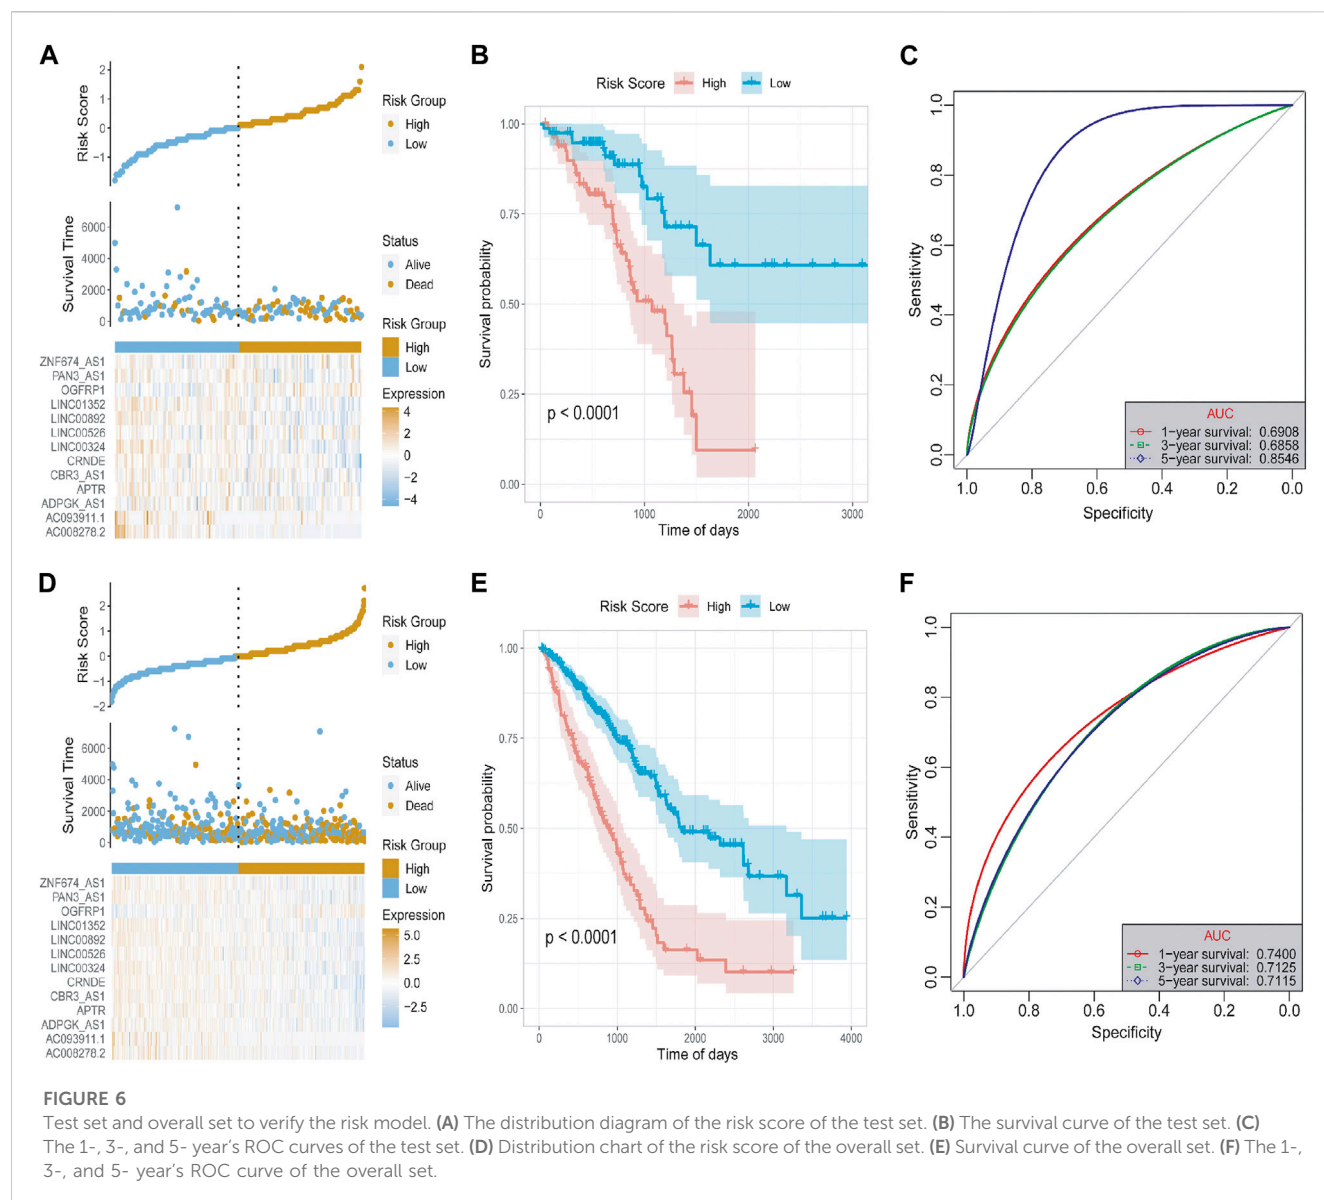 A
Risk Score
2
1
0
−1
Risk Group
High
Low
Survival Time
6000
4000
2000
0
Status
Alive
Dead
Risk Group
High
Low
ZNF674_AS1
PAN3_AS1
OGFRP1
LINC01352
LINC00892
LINC00526
LINC00324
CRNDE
CBR3_AS1
APTR
ADPGK_AS1
AC093911.1
AC008278.2
Expression
4
2
0
−2
−4
B
Risk Score High Low
Survival probability
1.00
0.75
0.50
0.25
0.00
p < 0.0001
0 1000 2000 3000
Time of days
C
Sensitivity
1.0
0.8
0.6
0.4
0.2
0.0
AUC
1−year survival: 0.6908
3−year survival: 0.6858
5−year survival: 0.8546
1.0 0.8 0.6 0.4 0.2 0.0
Specificity
D
Risk Score
2
1
0
−1
−2
Risk Group
High
Low
Survival Time
6000
4000
2000
0
Status
Alive
Dead
Risk Group
High
Low
ZNF674_AS1
PAN3_AS1
OGFRP1
LINC01352
LINC00892
LINC00526
LINC00324
CRNDE
CBR3_AS1
APTR
ADPGK_AS1
AC093911.1
AC008278.2
Expression
5.0
2.5
0.0
−2.5
E
Risk Score High Low
Survival probability
1.00
0.75
0.50
0.25
0.00
p < 0.0001
0 1000 2000 3000 4000
Time of days
F
Sensitivity
1.0
0.8
0.6
0.4
0.2
0.0
AUC
1−year survival: 0.7400
3−year survival: 0.7125
5−year survival: 0.7115
1.0 0.8 0.6 0.4 0.2 0.0
Specificity
FIGURE 6
Test set and overall set to verify the risk model. (A) The distribution diagram of the risk score of the test set. (B) The survival curve of the test set. (C)
The 1-, 3-, and 5- year's ROC curves of the test set. (D) Distribution chart of the risk score of the overall set. (E) Survival curve of the overall set. (F) The 1-,
3-, and 5- year's ROC curve of the overall set.